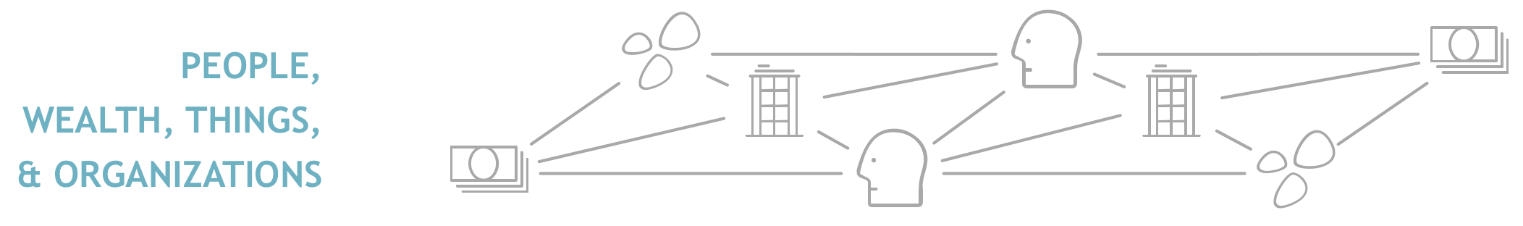 PEOPLE,
WEALTH, THINGS,
& ORGANIZATIONS